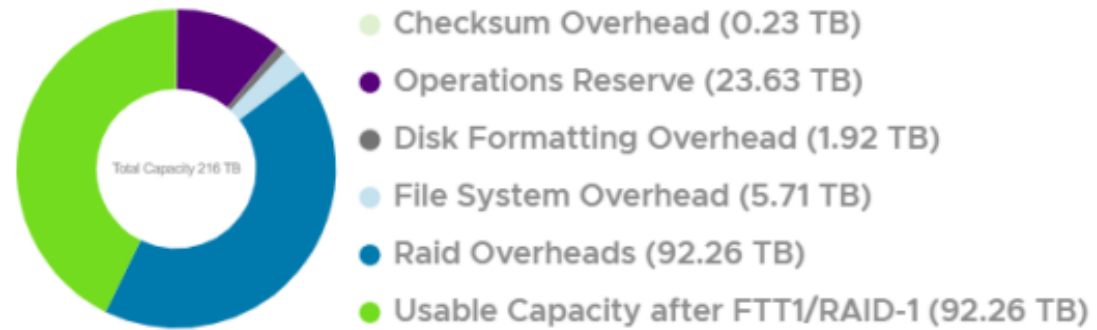 Total Capacity 216 TB
Checksum Overhead (0.23 TB)
Operations Reserve (23.63 TB)
Disk Formatting Overhead (1.92 TB)
File System Overhead (5.71 TB)
Raid Overheads (92.26 TB)
Usable Capacity after FTT1/RAID-1 (92.26 TB)